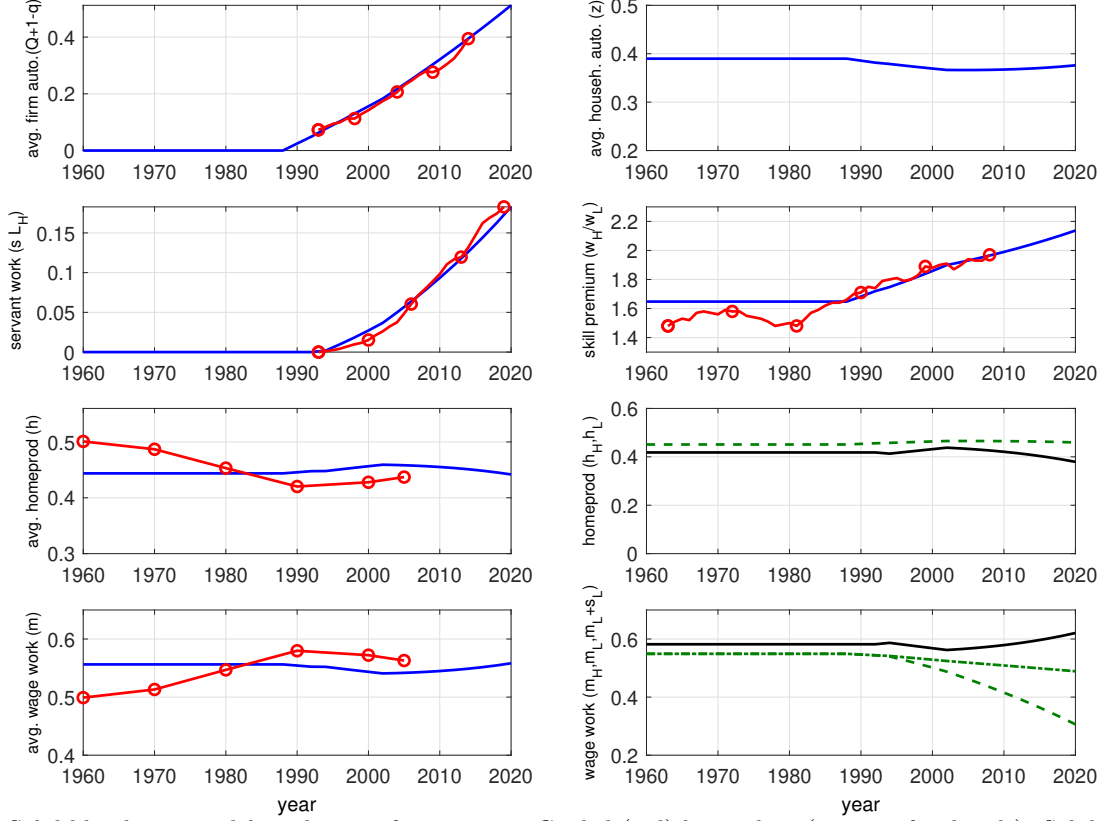 avg. firm auto.(Q+1-q)
0.4
0.2
0
1960 1970 1980 1990 2000 2010 2020
avg. househ. auto. (z)
0.5
0.4
0.3
0.2
1960 1970 1980 1990 2000 2010 2020
servant work (s L_H)
0.15
0.1
0.05
0
1960 1970 1980 1990 2000 2010 2020
skill premium (w_H/w_L)
2.2
2
1.8
1.6
1.4
1960 1970 1980 1990 2000 2010 2020
avg. homeprod (h)
0.5
0.4
0.3
1960 1970 1980 1990 2000 2010 2020
homeprod (h_H,h_L)
0.6
0.4
0.2
0
1960 1970 1980 1990 2000 2010 2020
avg. wage work (m)
0.6
0.5
0.4
1960 1970 1980 1990 2000 2010 2020
year
wage work (m_H,m_L,m_L+s_L)
0.6
0.4
0.2
1960 1970 1980 1990 2000 2010 2020
year